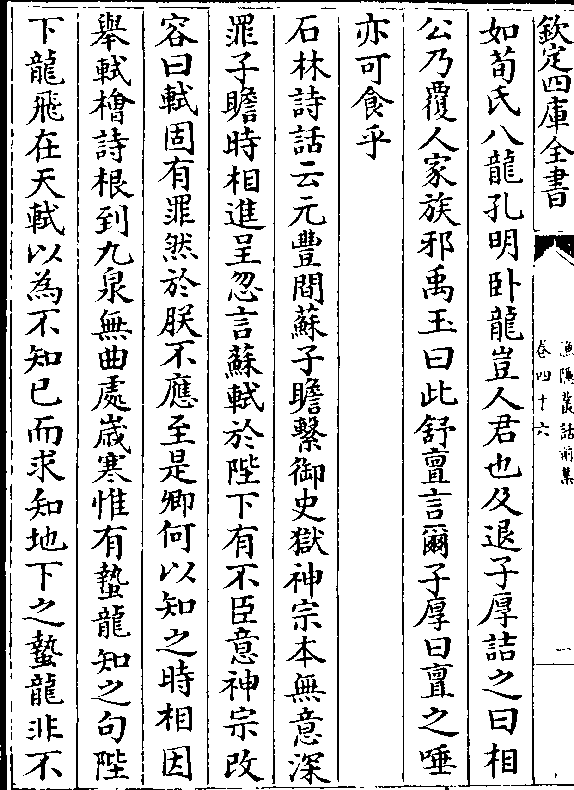 欽定四庫全書
漁隱叢話前集
卷四十六
一
如荀氏八龍孔明卧龍豈人君也及退子厚詰之曰相
公乃覆人家族邪禹玉曰此舒亶言爾子厚曰亶之唾
亦可食乎
石林詩話云元豐間蘇子瞻繫御史獄神宗本無意深
罪子瞻時相進呈忽言蘇軾於陛下有不臣意神宗改
容曰軾固有罪然於朕不應至是卿何以知之時相因
舉軾檜詩根到九泉無曲處嵗寒惟有蟄龍知之句陛
下龍飛在天軾以為不知己而求知地下之蟄龍非不